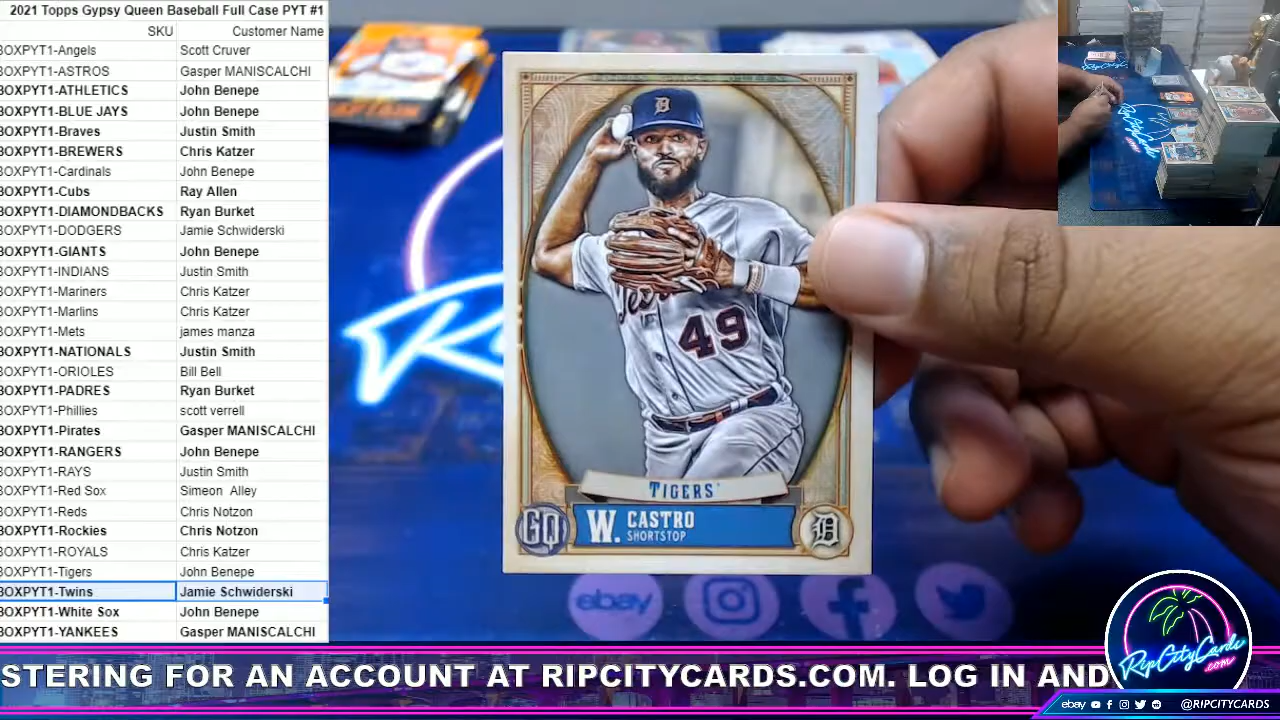 2021 Topps Gypsy Queen Baseball Full Case PYT #1
SKU Customer Name
BOXPYT1-Angels Scott Cruver
BOXPYT1-ASTROS Gasper MANISCALCHI
BOXPYT1-ATHLETICS John Benepe
BOXPYT1-BLUE JAYS John Benepe
BOXPYT1-Braves Justin Smith
BOXPYT1-BREWERS Chris Katzer
BOXPYT1-Cardinals John Benepe
BOXPYT1-Cubs Ray Allen
BOXPYT1-DIAMONDBACKS Ryan Burket
BOXPYT1-DODGERS Jamie Schwiderski
BOXPYT1-GIANTS John Benepe
BOXPYT1-INDIANS Justin Smith
BOXPYT1-Mariners Chris Katzer
BOXPYT1-Marlins Chris Katzer
BOXPYT1-Mets james manza
BOXPYT1-NATIONALS Justin Smith
BOXPYT1-ORIOLES Bill Bell
BOXPYT1-PADRES Ryan Burket
BOXPYT1-Phillies scott verrell
BOXPYT1-Pirates Gasper MANISCALCHI
BOXPYT1-RANGERS John Benepe
BOXPYT1-RAYS Justin Smith
BOXPYT1-Red Sox Simeon Alley
BOXPYT1-Reds Chris Notzon
BOXPYT1-Rockies Chris Notzon
BOXPYT1-ROYALS Chris Katzer
BOXPYT1-Tigers John Benepe
BOXPYT1-Twins Jamie Schwiderski
BOXPYT1-White Sox John Benepe
BOXPYT1-YANKEES Gasper MANISCALCHI
D
49
TIGERS
GQ W. CASTRO D
SHORTSTOP
ebay
STERING FOR AN ACCOUNT AT RIPCITYCARDS.COM. LOG IN AND
RipCityCards
.com
ebay @RIPCITYCARDS